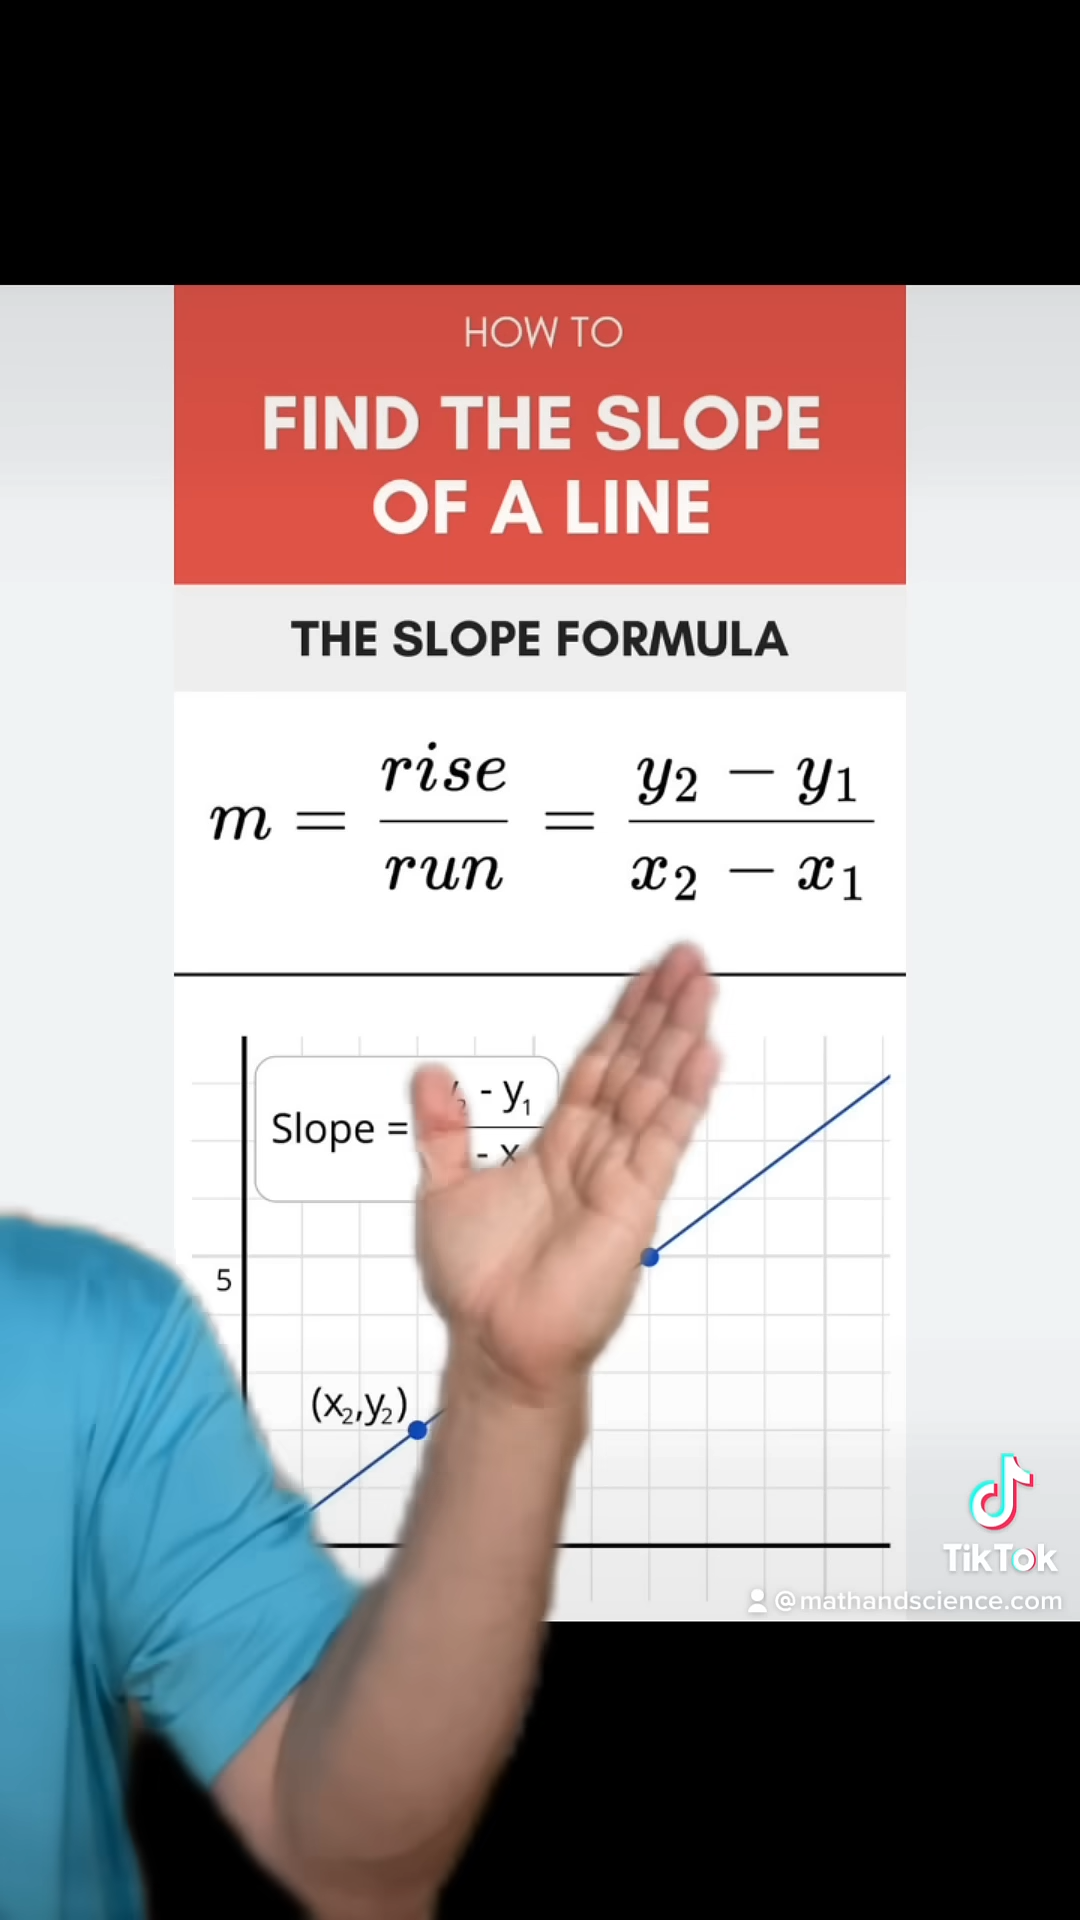 HOW TO
FIND THE SLOPE
OF A LINE
THE SLOPE FORMULA
m = rise / run = y₂ − y₁ / x₂ − x₁
Slope = - y₁
- x
5
(x₂,y₂)
TikTok
@mathandscience.com